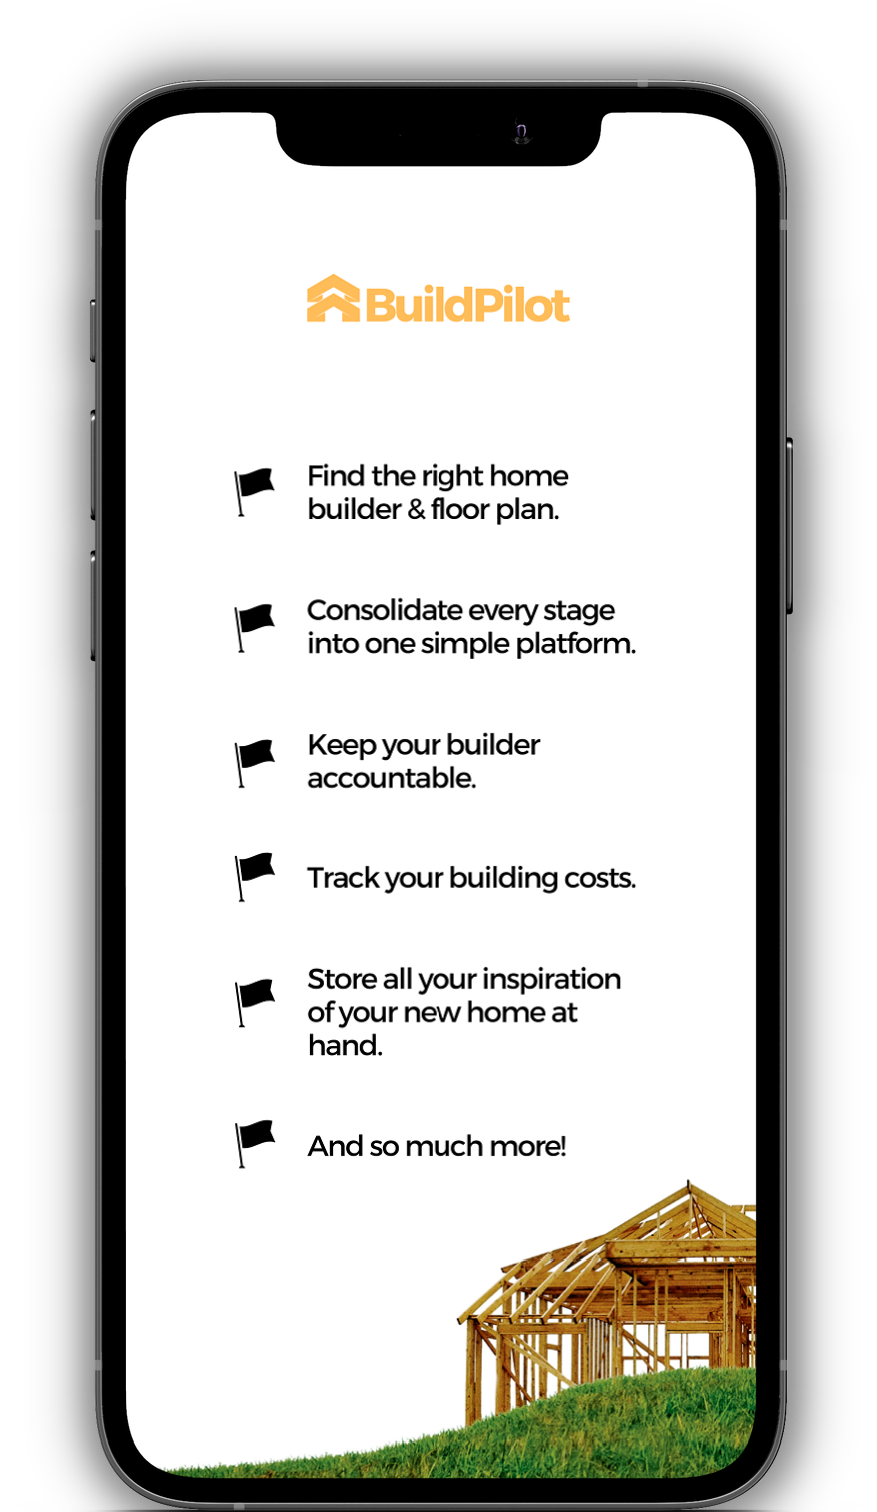 BuildPilot
Find the right home
builder & floor plan.
Consolidate every stage
into one simple platform.
Keep your builder
accountable.
Track your building costs.
Store all your inspiration
of your new home at
hand.
And so much more!